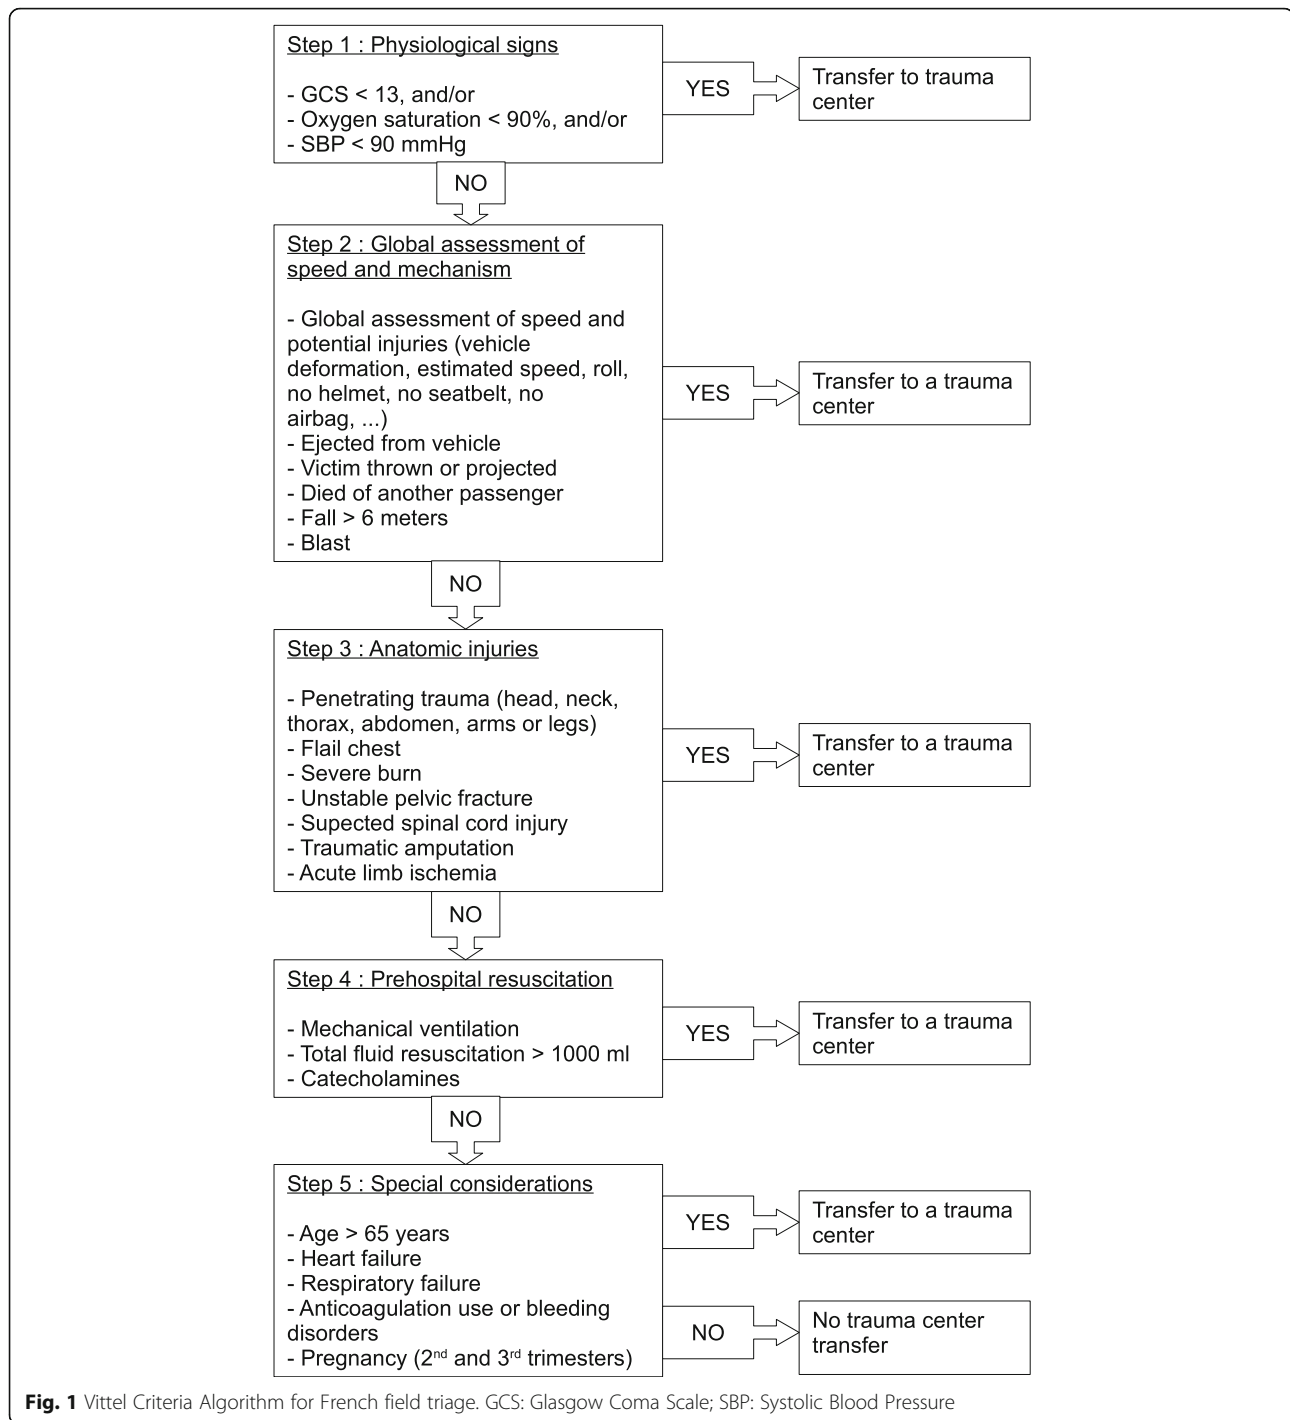 Step 1 : Physiological signs
- GCS < 13, and/or
- Oxygen saturation < 90%, and/or
- SBP < 90 mmHg
YES
Transfer to trauma
center
NO
Step 2 : Global assessment of
speed and mechanism
- Global assessment of speed and
potential injuries (vehicle
deformation, estimated speed, roll,
no helmet, no seatbelt, no
airbag, ...)
- Ejected from vehicle
- Victim thrown or projected
- Died of another passenger
- Fall > 6 meters
- Blast
YES
Transfer to a trauma
center
NO
Step 3 : Anatomic injuries
- Penetrating trauma (head, neck,
thorax, abdomen, arms or legs)
- Flail chest
- Severe burn
- Unstable pelvic fracture
- Supected spinal cord injury
- Traumatic amputation
- Acute limb ischemia
YES
Transfer to a trauma
center
NO
Step 4 : Prehospital resuscitation
- Mechanical ventilation
- Total fluid resuscitation > 1000 ml
- Catecholamines
YES
Transfer to a trauma
center
NO
Step 5 : Special considerations
- Age > 65 years
- Heart failure
- Respiratory failure
- Anticoagulation use or bleeding
disorders
- Pregnancy (2nd and 3rd trimesters)
YES
Transfer to a trauma
center
NO
No trauma center
transfer
Fig. 1 Vittel Criteria Algorithm for French field triage. GCS: Glasgow Coma Scale; SBP: Systolic Blood Pressure